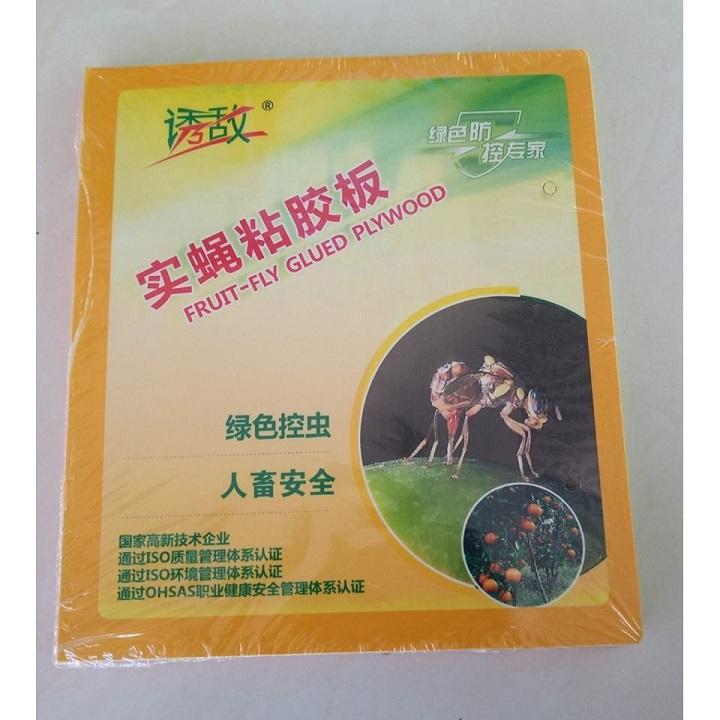 诱敌®
绿色防
控专家
实蝇粘胶板
FRUIT-FLY GLUED PLYWOOD
绿色控虫
人畜安全
国家高新技术企业
通过ISO质量管理体系认证
通过ISO环境管理体系认证
通过OHSAS职业健康安全管理体系认证